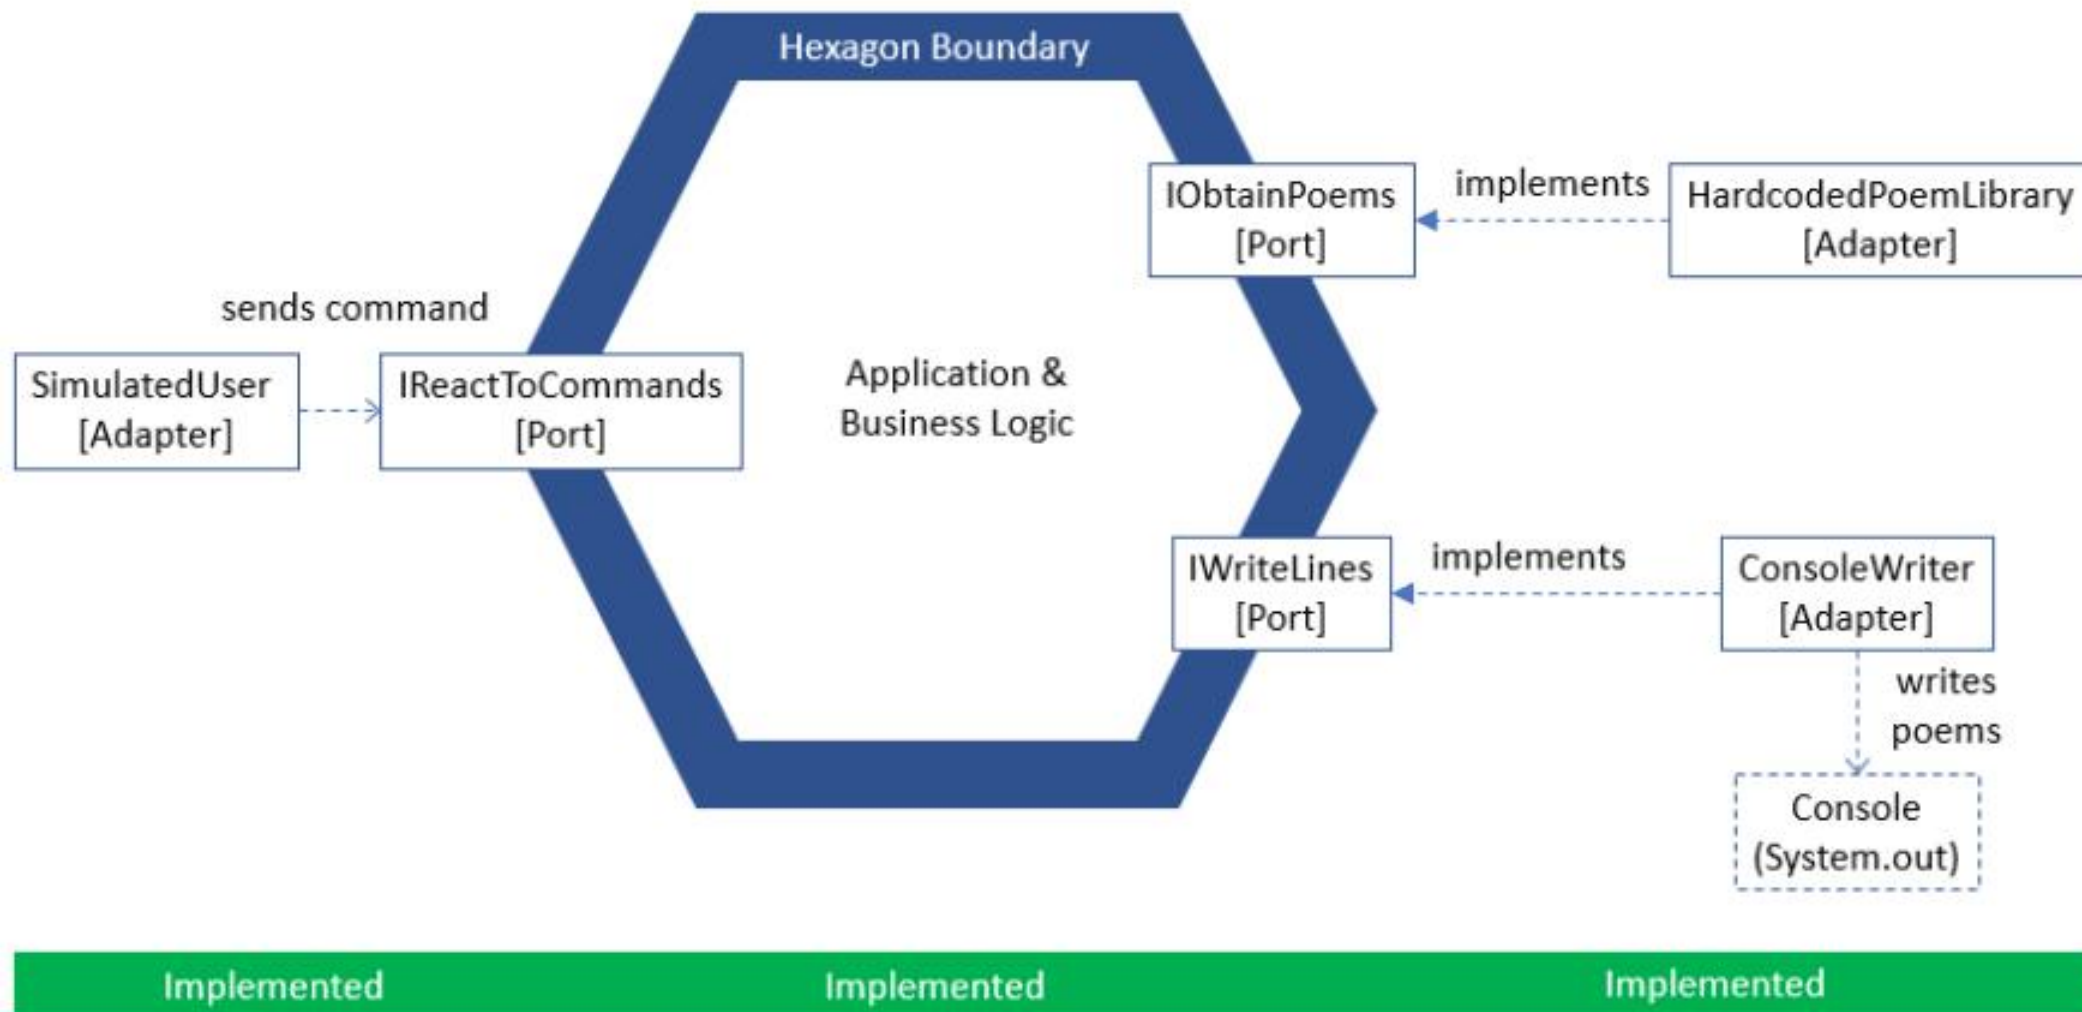 Hexagon Boundary
IObtainPoems
[Port]
implements
HardcodedPoemLibrary
[Adapter]
sends command
SimulatedUser
[Adapter]
IReactToCommands
[Port]
Application &
Business Logic
IWriteLines
[Port]
implements
ConsoleWriter
[Adapter]
writes
poems
Console
(System.out)
Implemented
Implemented
Implemented